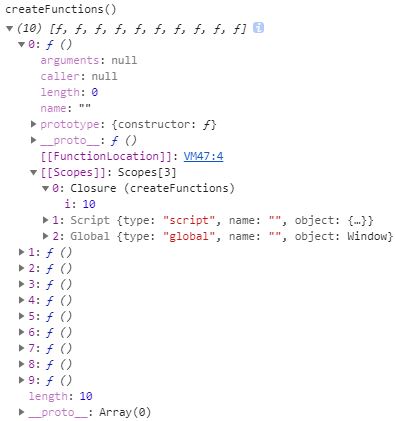 createFunctions()
▼ (10) [ƒ, ƒ, ƒ, ƒ, ƒ, ƒ, ƒ, ƒ, ƒ, ƒ] i
▼ 0: ƒ ()
arguments: null
caller: null
length: 0
name: ""
▶ prototype: {constructor: ƒ}
▶ __proto__: ƒ ()
[[FunctionLocation]]: VM47:4
▼ [[Scopes]]: Scopes[3]
▼ 0: Closure (createFunctions)
i: 10
▶ 1: Script {type: "script", name: "", object: {…}}
▶ 2: Global {type: "global", name: "", object: Window}
▶ 1: ƒ ()
▶ 2: ƒ ()
▶ 3: ƒ ()
▶ 4: ƒ ()
▶ 5: ƒ ()
▶ 6: ƒ ()
▶ 7: ƒ ()
▶ 8: ƒ ()
▶ 9: ƒ ()
length: 10
▶ __proto__: Array(0)